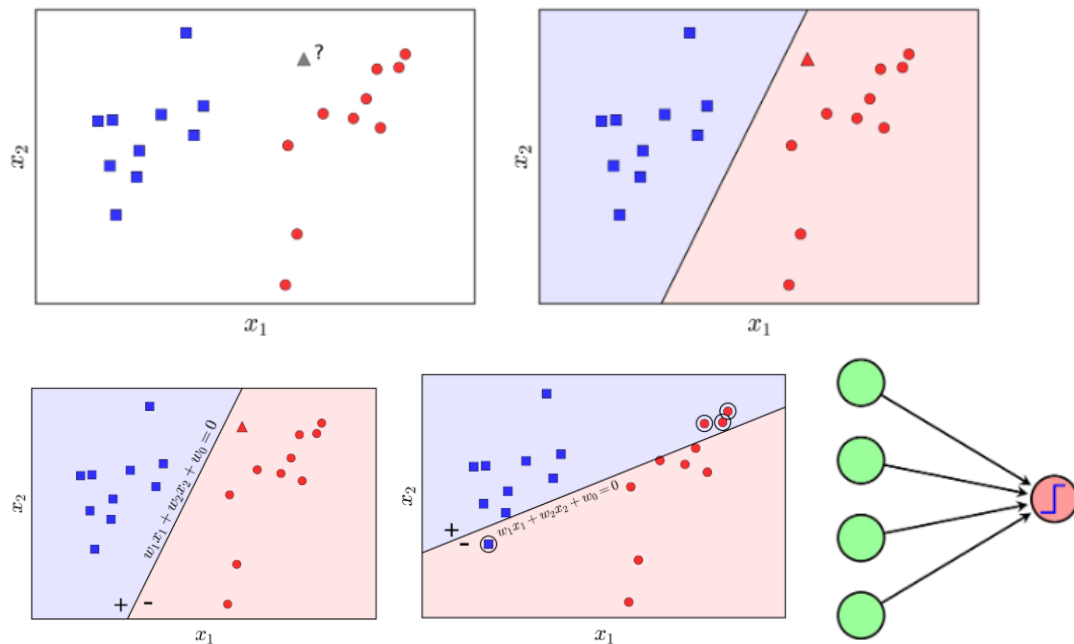 ?
x₂
x₁
x₂
x₁
w₁x₁ + w₂x₂ + w₀ = 0
+ -
x₂
x₁
w₁x₁ + w₂x₂ + w₀ = 0
+
-
x₂
x₁